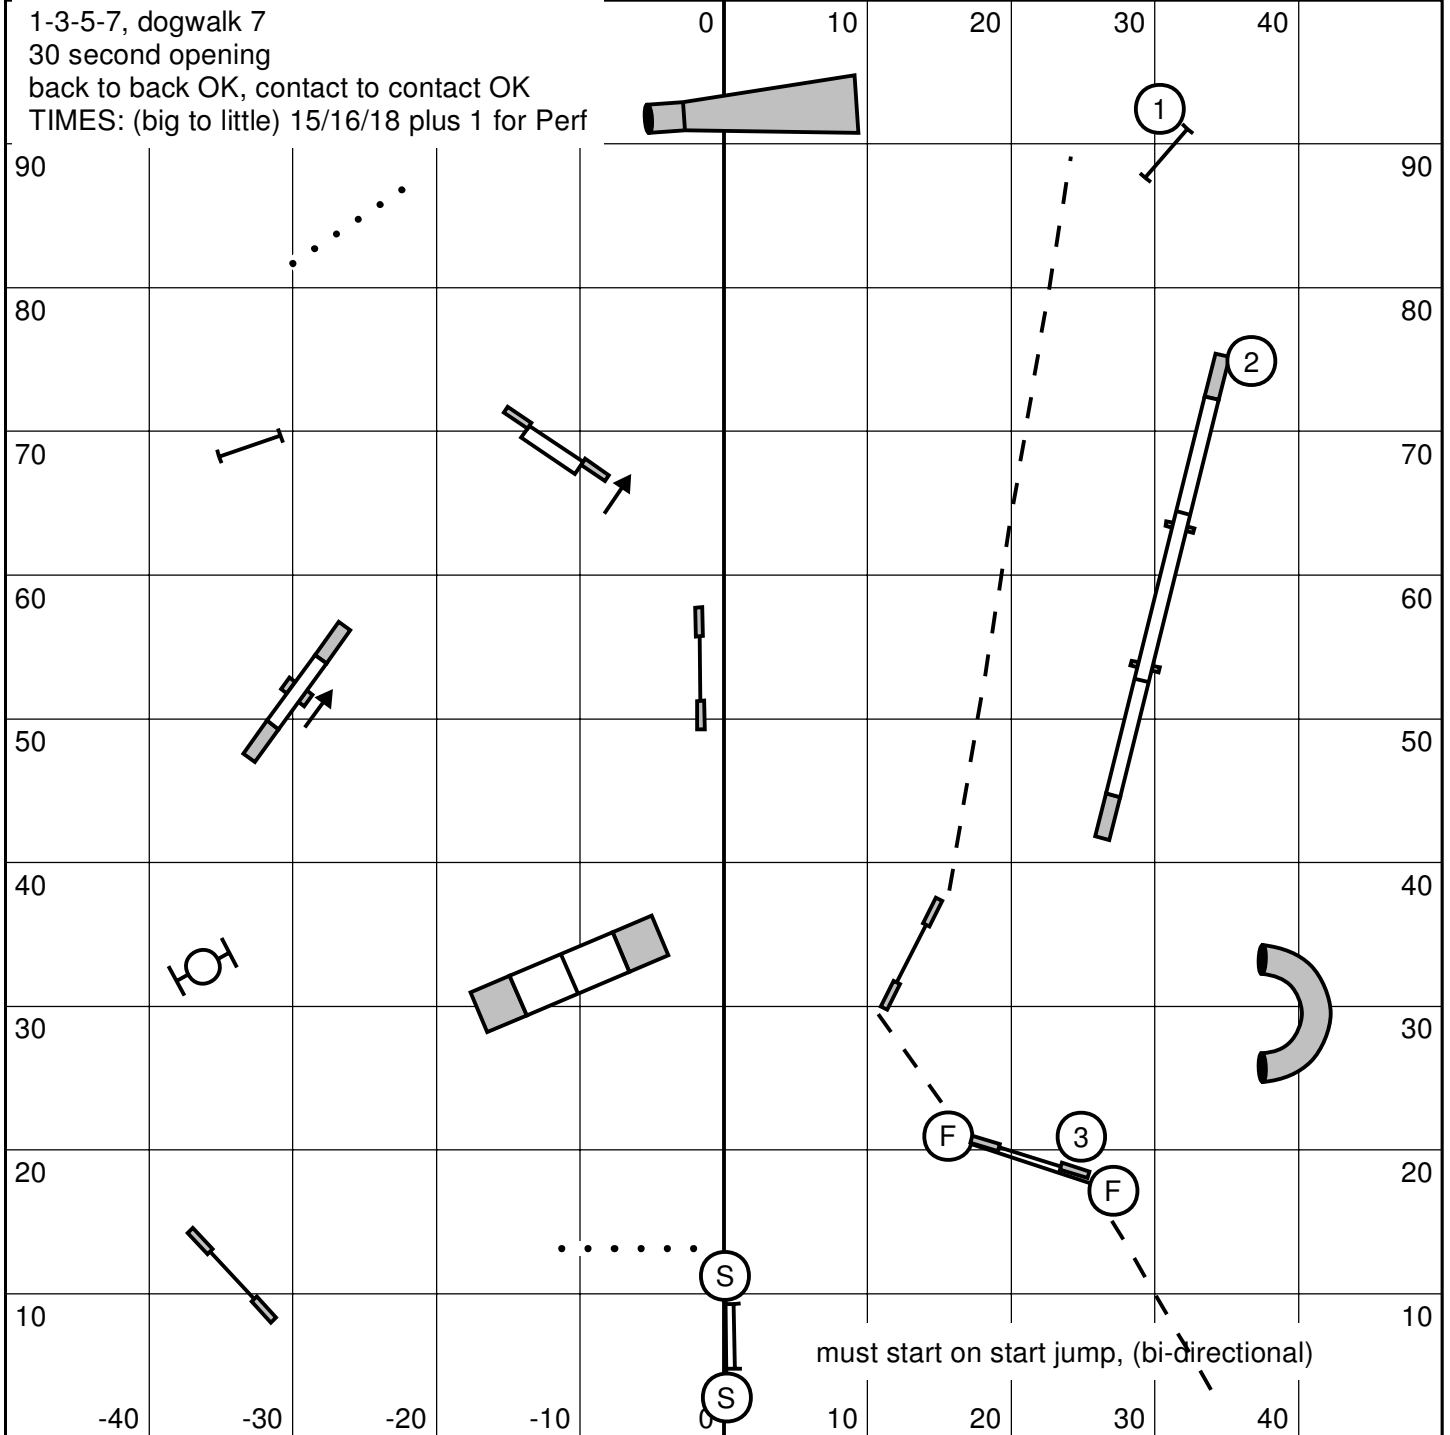 1-3-5-7, dogwalk 7
30 second opening
back to back OK, contact to contact OK
TIMES: (big to little) 15/16/18 plus 1 for Perf
0 10 20 30 40
1
90 90
80 80
2
70 70
60 60
50 50
40 40
30 30
F 3
20 20
F
S
10 10
must start on start jump, (bi-directional)
S
-40 -30 -20 -10 0 10 20 30 40